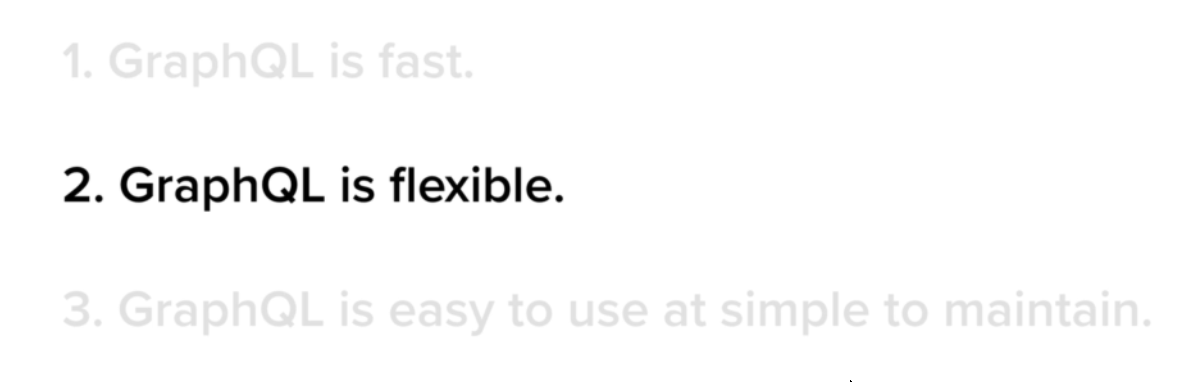 1. GraphQL is fast.
2. GraphQL is flexible.
3. GraphQL is easy to use at simple to maintain.